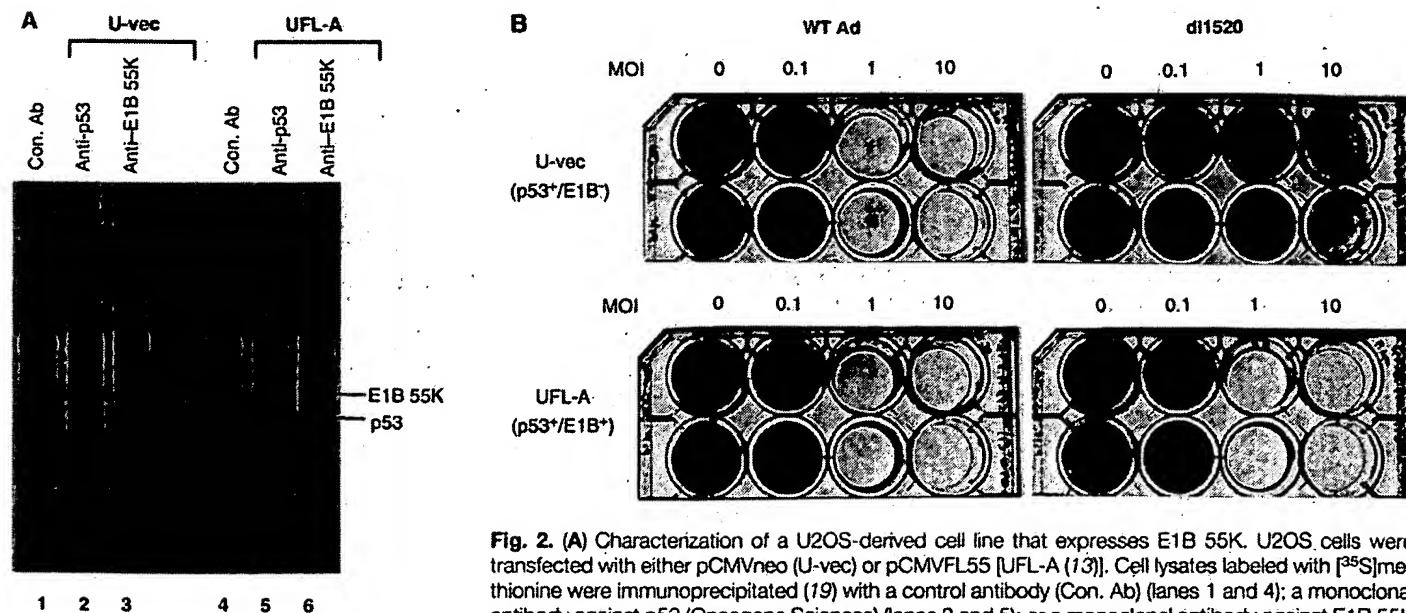 A
U-vec
UFL-A
Con. Ab
Anti-p53
Anti–E1B 55K
Con. Ab
Anti-p53
Anti–E1B 55K
E1B 55K
p53
1 2 3 4 5 6
B
WT Ad
dl1520
MOI 0 0.1 1 10 0 0.1 1 10
U-vec
(p53⁺/E1B⁻)
MOI 0 0.1 1 10 0 0.1 1 10
UFL-A
(p53⁺/E1B⁺)
Fig. 2. (A) Characterization of a U2OS-derived cell line that expresses E1B 55K. U2OS cells were
transfected with either pCMVneo (U-vec) or pCMVFL55 [UFL-A (13)]. Cell lysates labeled with [³⁵S]me-
thionine were immunoprecipitated (19) with a control antibody (Con. Ab) (lanes 1 and 4); a monoclonal
antibody against p53 (Oncogene Sciences) (lanes 2 and 5); or a monoclonal antibody against E1B 55K